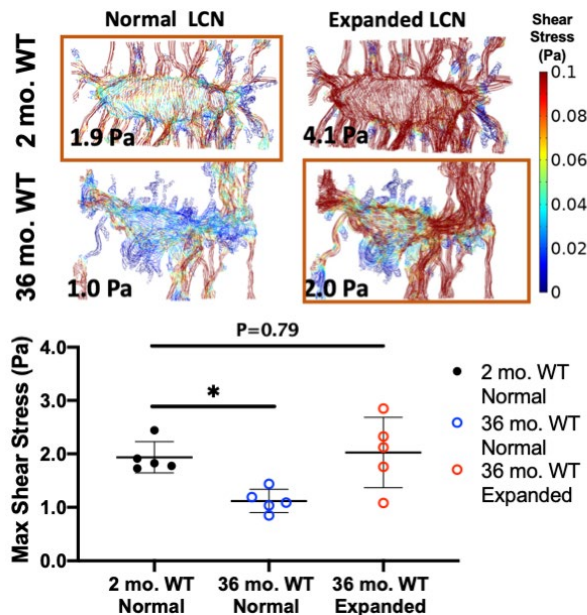 Normal LCN
Expanded LCN
Shear
Stress
(Pa)
2 mo. WT
1.9 Pa
4.1 Pa
36 mo. WT
1.0 Pa
2.0 Pa
0.1
0.08
0.06
0.04
0.02
0
P=0.79
*
Max Shear Stress (Pa)
4.0
3.0
2.0
1.0
0.0
2 mo. WT
Normal
36 mo. WT
Normal
36 mo. WT
Expanded
2 mo. WT
Normal
36 mo. WT
Normal
36 mo. WT
Expanded